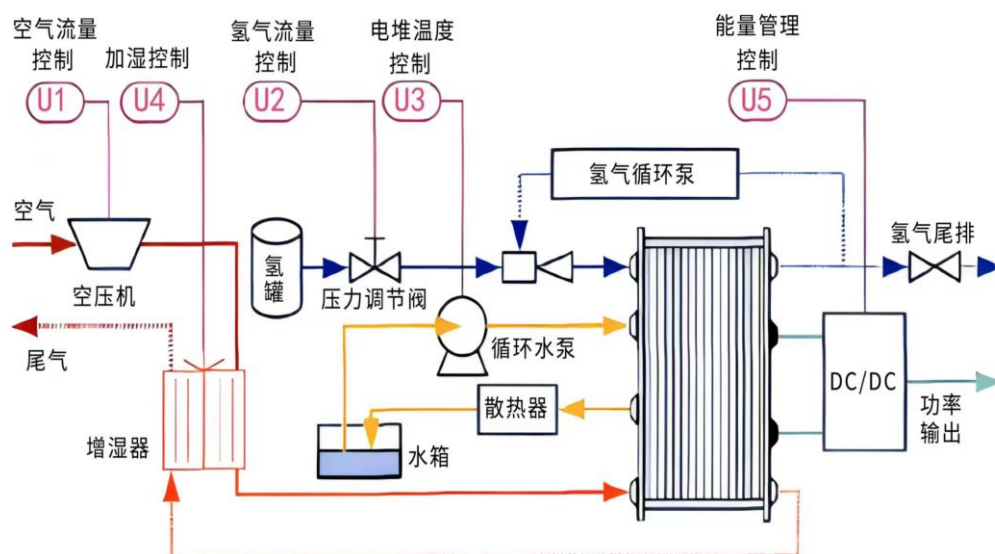 空气流量
控制
加湿控制
氢气流量
控制
电堆温度
控制
能量管理
控制
U1
U4
U2
U3
U5
氢气循环泵
空气
氢
罐
氢气尾排
空压机
压力调节阀
尾气
循环水泵
DC/DC
散热器
功率
输出
增湿器
水箱